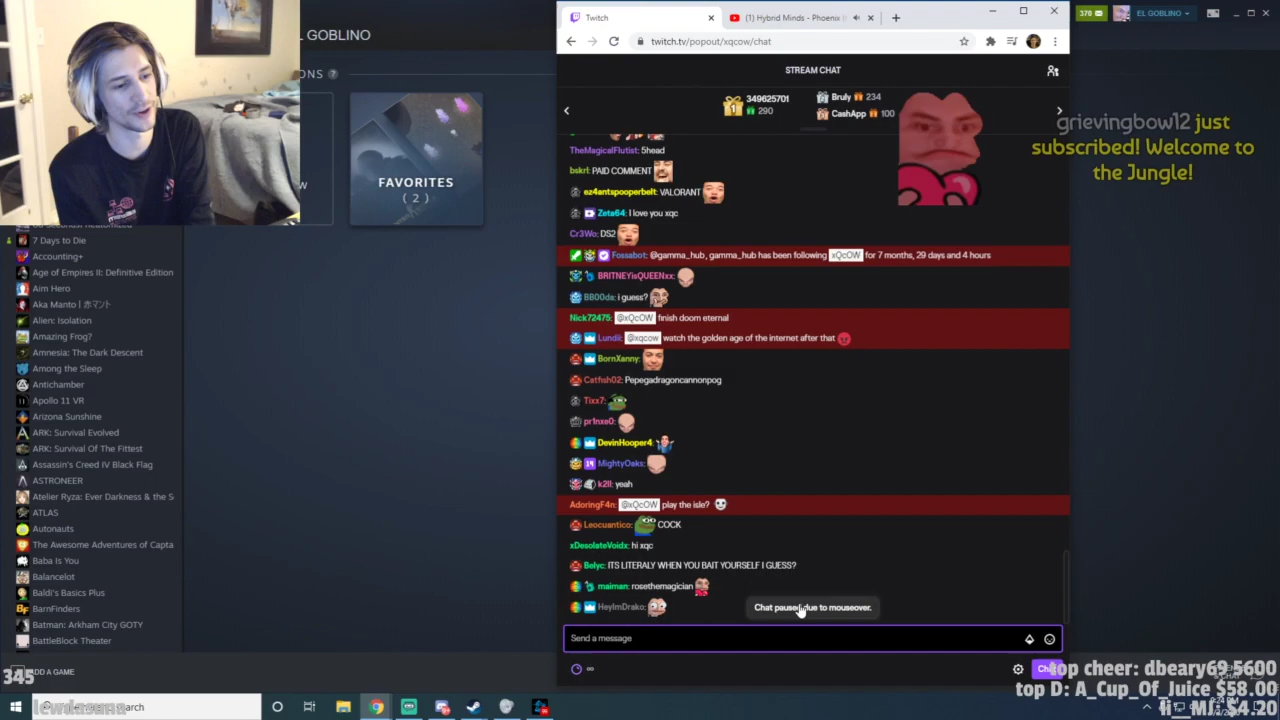 Twitch
(1) Hybrid Minds - Phoenix
370
EL GOBLINO
twitch.tv/popout/xqcow/chat
EL GOBLINO
STREAM CHAT
349625701
290
Bruly 234
CashApp 100
grievingbow12 just
subscribed! Welcome to
the Jungle!
FAVORITES
( 2 )
TheMagicalFlutist: 5head
bskrl: PAID COMMENT
ez4antspooperbelt: VALORANT
Zeta64: I love you xqc
Cr3Wo: DS2
Fossabot: @gamma_hub, gamma_hub has been following xQcOW for 7 months, 29 days and 4 hours
BRITNEYisQUEENxx:
BB00da: i guess?
Nick72475: @xQcOW finish doom eternal
Lundii: @xqcow watch the golden age of the internet after that
BornXanny:
Catfish02: Pepegadragoncannonpog
Tixx7:
pr1nxe0:
DevinHooper4:
MightyOaks:
k2ll: yeah
AdoringF4n: @xQcOW play the isle?
Leocuantico: COCK
xDesolateVoidx: hi xqc
Belyc: ITS LITERALY WHEN YOU BAIT YOURSELF I GUESS?
maiman: rosethemagician
HeyImDrako:
Chat paused due to mouseover.
Send a message
7 Days to Die
Accounting+
Age of Empires II: Definitive Edition
Aim Hero
Aka Manto | 赤マント
Alien: Isolation
Amazing Frog?
Amnesia: The Dark Descent
Among the Sleep
Antichamber
Apollo 11 VR
Arizona Sunshine
ARK: Survival Evolved
ARK: Survival Of The Fittest
Assassin's Creed IV Black Flag
ASTRONEER
Atelier Ryza: Ever Darkness & the S
ATLAS
Autonauts
The Awesome Adventures of Capta
Baba Is You
Balancelot
Baldi's Basics Plus
BarnFinders
Batman: Arkham City GOTY
BattleBlock Theater
ADD A GAME
345
top cheer: dbeary69 5600
top D: A_Cup_Of_Juice $58.00
$4.20